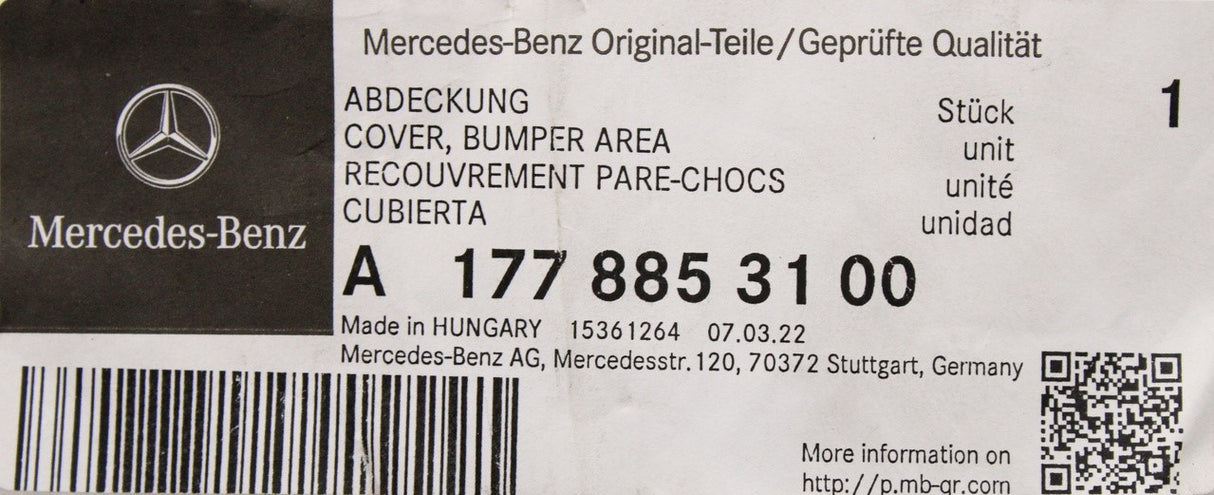 Mercedes-Benz Original-Teile/Geprüfte Qualität
Mercedes-Benz
ABDECKUNG Stück 1
COVER, BUMPER AREA unit
RECOUVREMENT PARE-CHOCS unité
CUBIERTA unidad
A 177 885 31 00
Made in HUNGARY 15361264 07.03.22
Mercedes-Benz AG, Mercedesstr. 120, 70372 Stuttgart, Germany
More information on
http://p.mb-qr.com